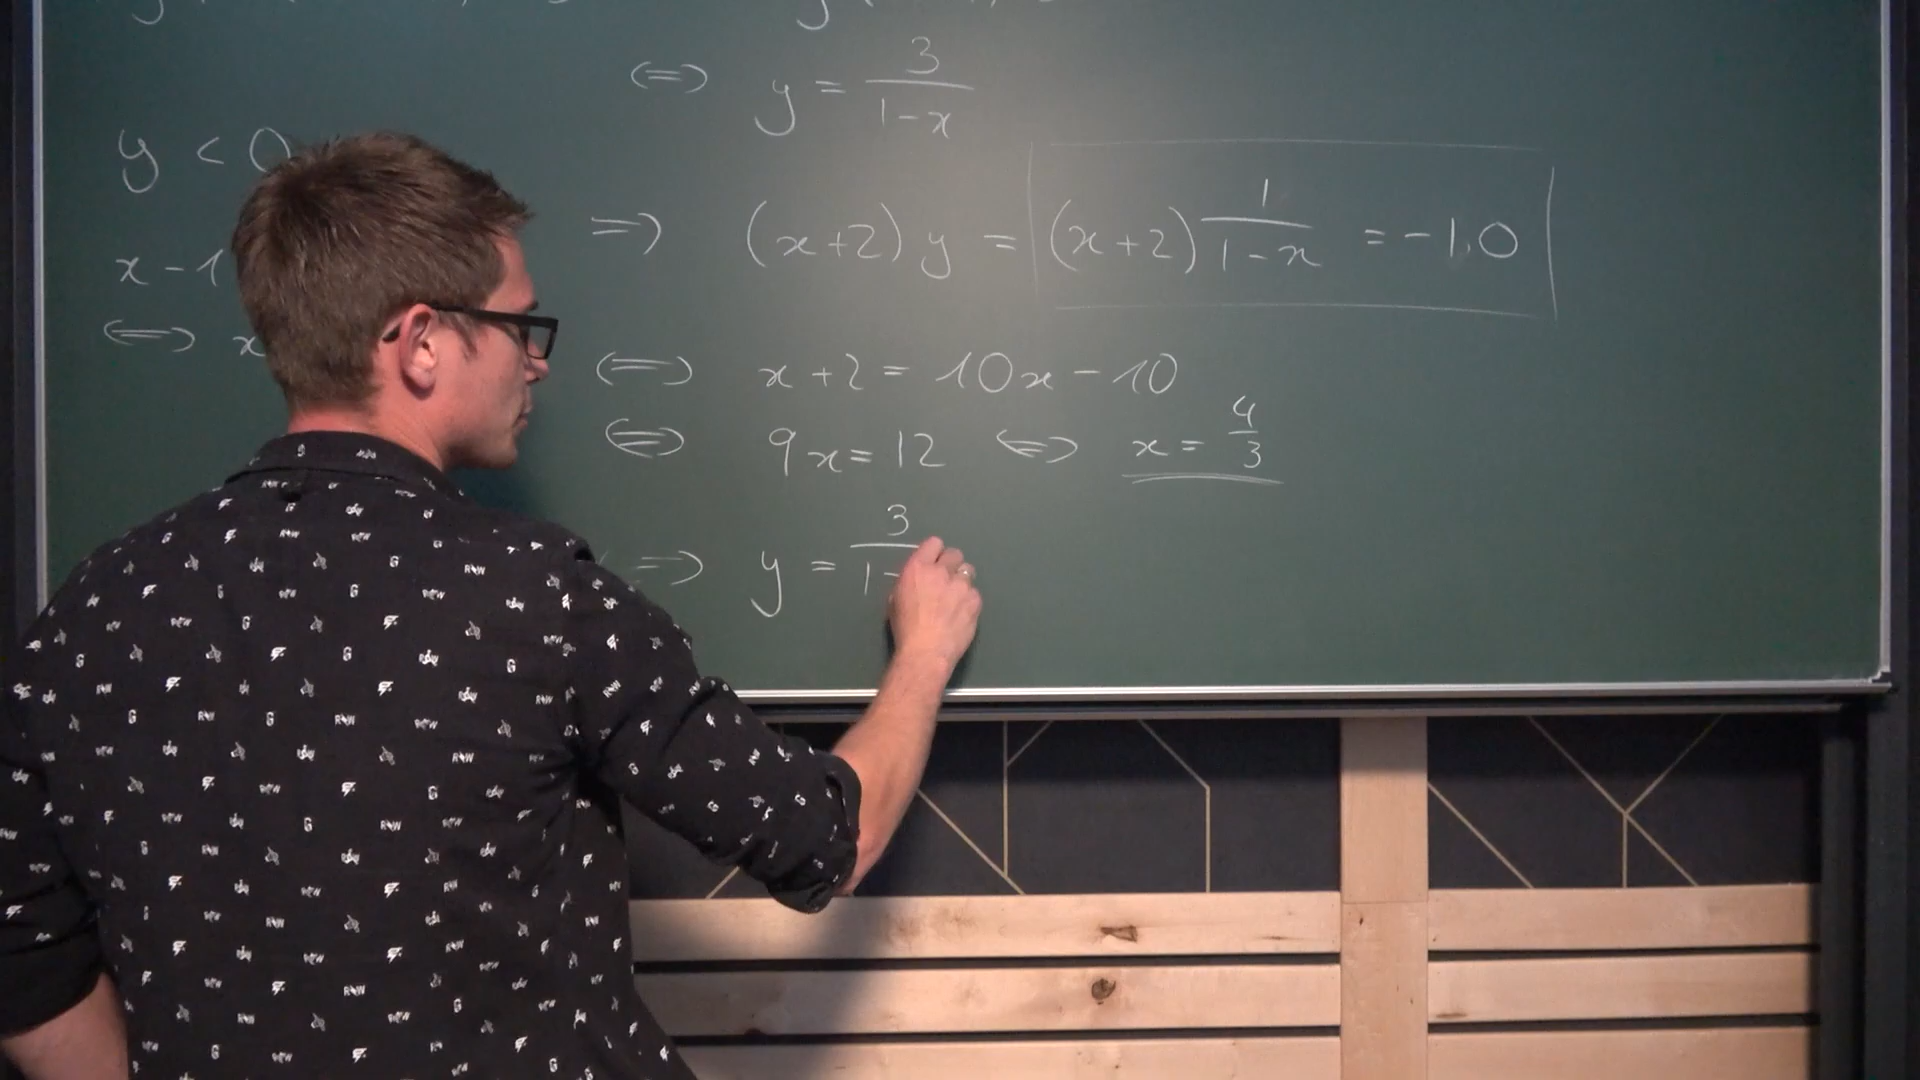 ⇔ y = 3/(1-x)
y < 0
⇒ (x+2) y = (x+2) 1/(1-x) = -10
x - 1
⇔ x
⇔ x+2 = 10x - 10
⇔ 9x = 12 ⇔ x = 4/3
⇒ y = 3/(1-